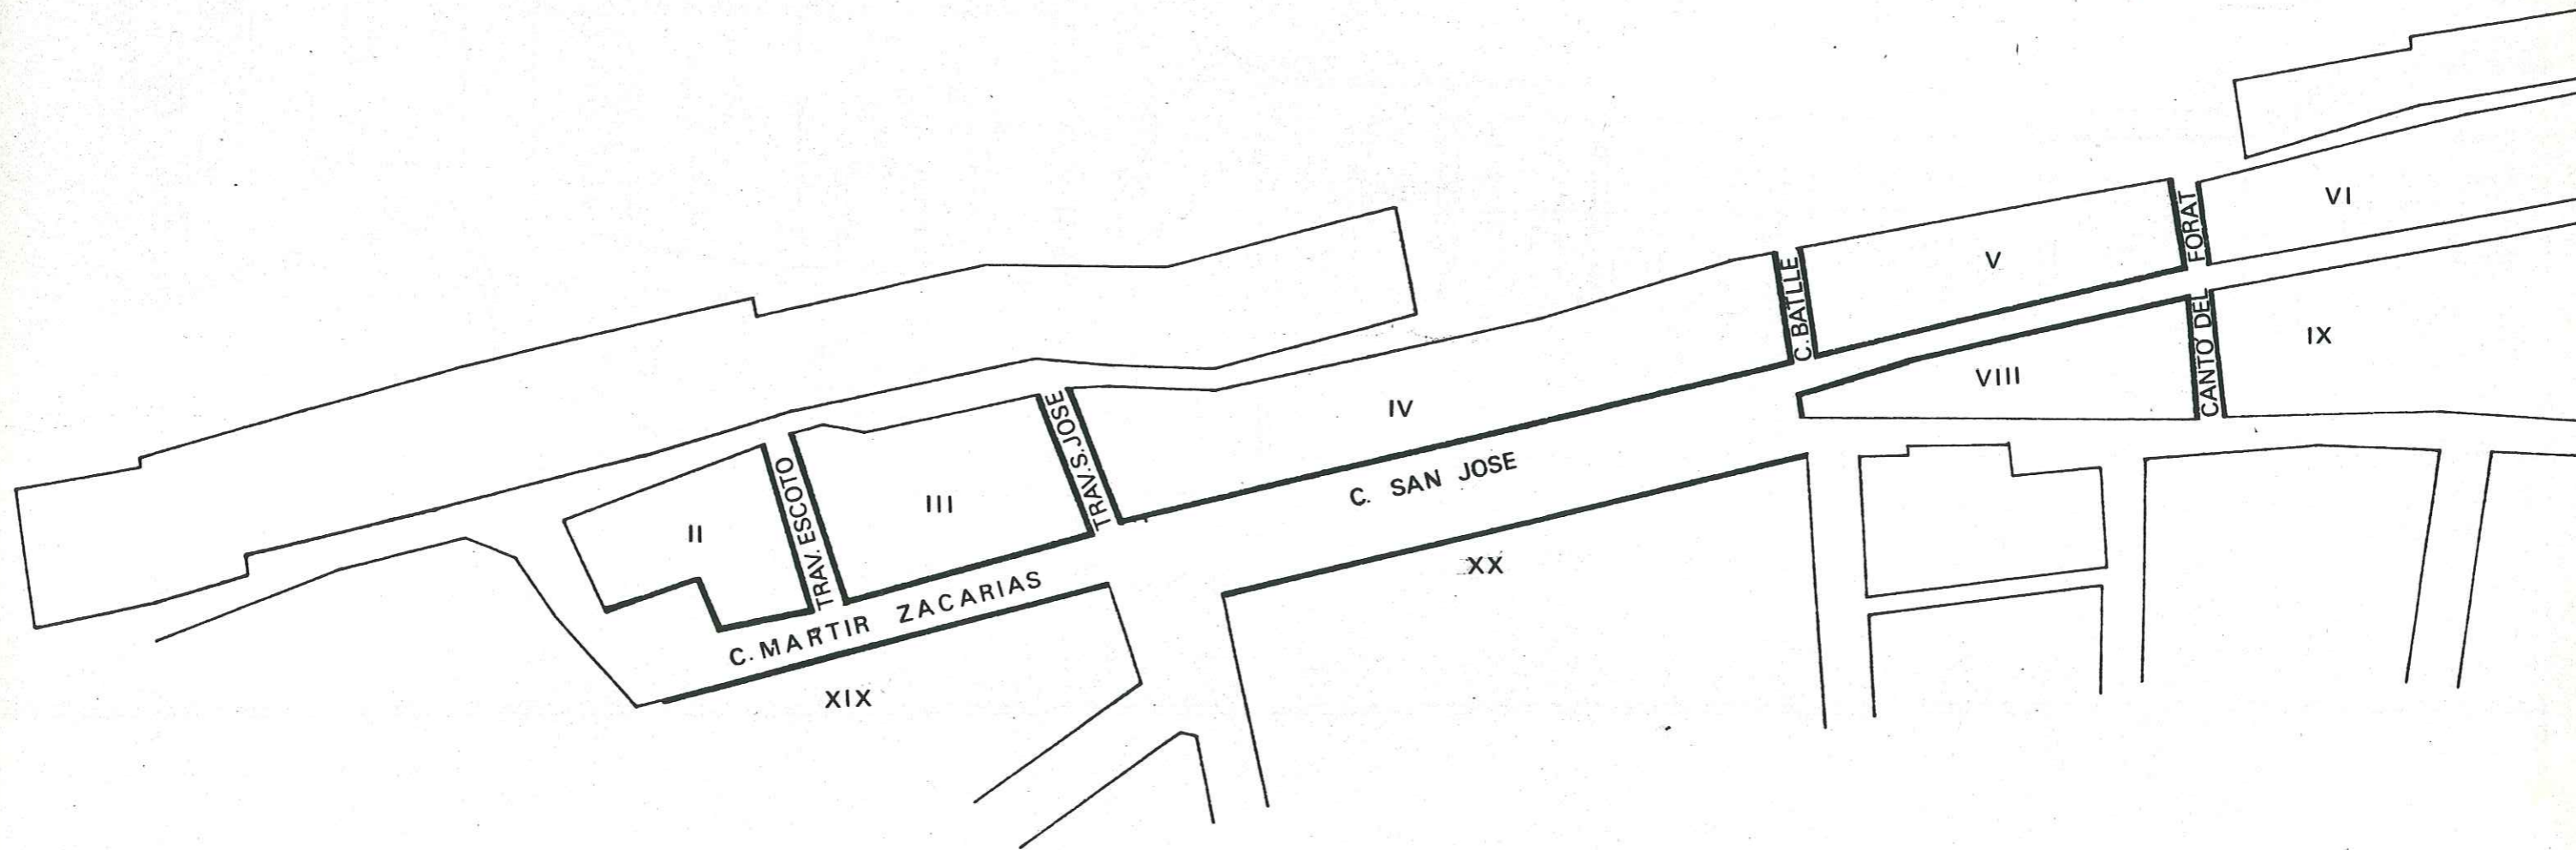 VI
FORAT
V
C. BATLLE
CANTÓ DEL
IX
VIII
TRAV. S. JOSE
IV
C. SAN JOSE
TRAV. ESCOTO
III
II
XX
C. MARTIR ZACARIAS
XIX